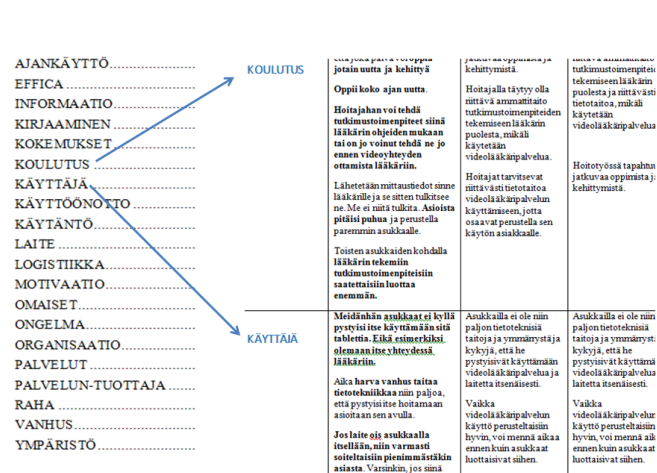 AJANKÄYTTÖ
EFFICA
INFORMAATIO
KIRJAAMINEN
KOKEMUKSET
KOULUTUS
KÄYTTÄJÄ
KÄYTTÖÖNOTTO
KÄYTÄNTÖ
LAITE
LOGISTIIKKA
MOTIVAATIO
OMAISET
ONGELMA
ORGANISAATIO
PALVELUT
PALVELUN-TUOTTAJA
RAHA
VANHUS
YMPÄRISTÖ
KOULUTUS
jotain uutta ja kehittyä
Oppii koko ajan uutta.
Hoitajahan voi tehdä
tutkimustoimenpiteet siinä
lääkärin ohjeiden mukaan
tai on jo voinut tehdä ne jo
ennen videoyhteyden
ottamista lääkäriin.
Lähetetään mittaustiedot sinne
lääkärille ja se sitten tulkitsee
ne. Me ei niitä tulkita. Asioista
pitäisi puhua ja perustella
paremmin asukkaalle.
Toisten asukkaiden kohdalla
lääkärin tekemiin
tutkimustoimenpiteisiin
saatettaisiin luottaa
enemmän.
kehittymistä.
Hoitajalla täytyy olla
riittävä ammattitaito
tutkimustoimenpiteiden
tekemiseen lääkärin
puolesta, mikäli
käytetään
videolääkäripalvelua.
Hoitajat tarvitsevat
riittävästi tietotaitoa
videolääkäripalvelun
käyttämiseen, jotta
osaavat perustella sen
käytön asiakkaalle.
tekemiseen lääkärin
puolesta ja riittävästi
tietotaitoa, mikäli
käytetään
videolääkäripalvelua
Hoitotyössä tapahtuu
jatkuvaa oppimista ja
kehittymistä.
KÄYTTÄJÄ
Meidänhän asukkaat ei kyllä
pystyisi itse käyttämään sitä
tablettia. Eikä esimerkiksi
olemaan itse yhteydessä
lääkäriin.
Aika harva vanhus taitaa
tietotekniikkaa niin paljoa,
että pystyisi itse hoitamaan
asioitaan sen avulla.
Jos laite ois asukkaalla
itsellään, niin varmasti
soiteltaisiin pienimmästäkin
asiasta. Varsinkin, jos siinä
Asukkailla ei ole niin
paljon tietoteknisiä
taitoja ja ymmärrystä ja
kykyjä, että he
pystyisivät käyttämään
videolääkäripalvelua ja
laitetta itsenäisesti.
Vaikka
videolääkäripalvelun
käyttö perusteltaisiin
hyvin, voi mennä aikaa
ennen kuin asukkaat
luottaisivat siihen.
Asukkailla ei ole niin
paljon tietoteknisiä
taitoja ja ymmärrystä
kykyjä, että he
pystyisivät käyttämä
videolääkäripalvelua
laitetta itsenäisesti.
Vaikka
videolääkäripalvelun
käyttö perusteltaisiin
hyvin, voi mennä aik
ennen kuin asukkaat
luottaisivat siihen.